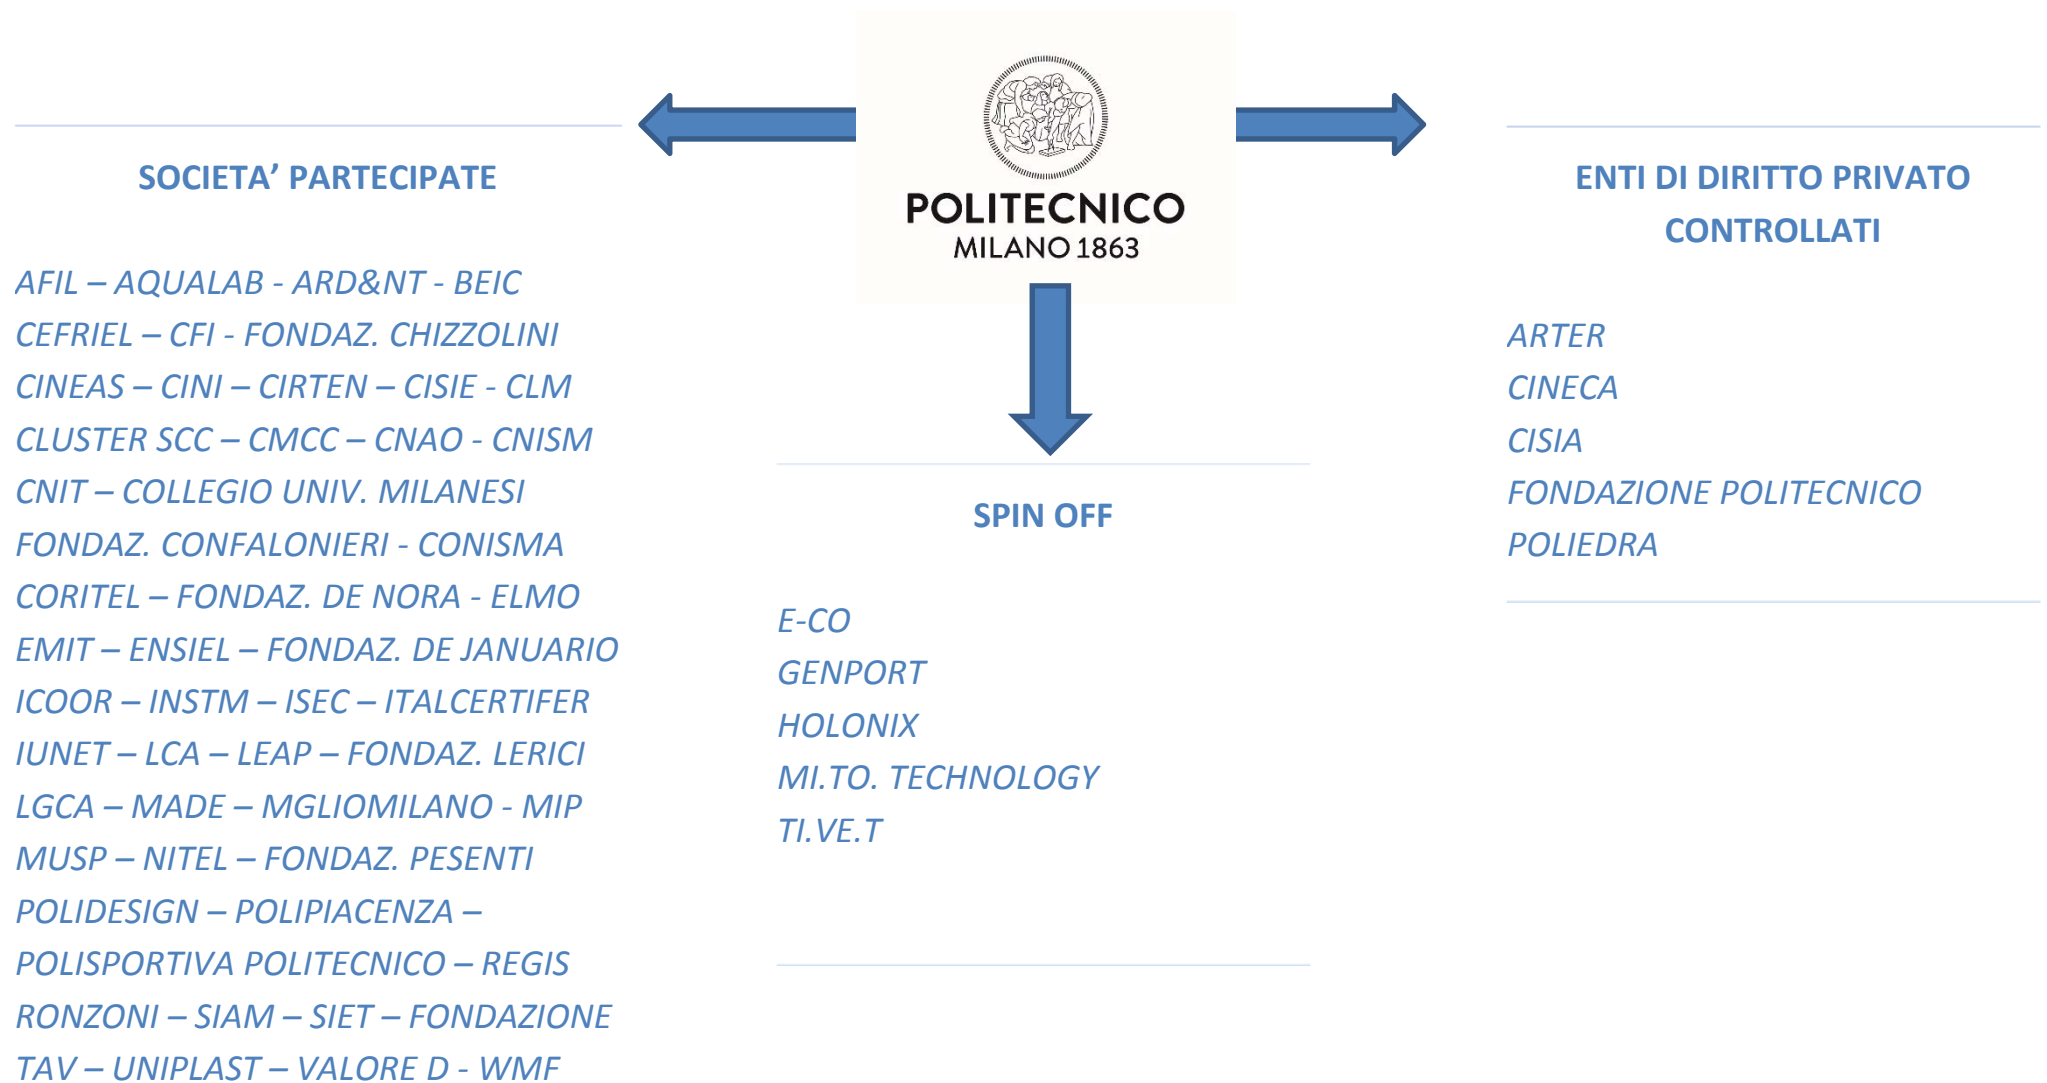 POLITECNICO
MILANO 1863
SOCIETA’ PARTECIPATE
AFIL – AQUALAB - ARD&NT - BEIC
CEFRIEL – CFI - FONDAZ. CHIZZOLINI
CINEAS – CINI – CIRTEN – CISIE - CLM
CLUSTER SCC – CMCC – CNAO - CNISM
CNIT – COLLEGIO UNIV. MILANESI
FONDAZ. CONFALONIERI - CONISMA
CORITEL – FONDAZ. DE NORA - ELMO
EMIT – ENSIEL – FONDAZ. DE JANUARIO
ICOOR – INSTM – ISEC – ITALCERTIFER
IUNET – LCA – LEAP – FONDAZ. LERICI
LGCA – MADE – MGLIOMILANO - MIP
MUSP – NITEL – FONDAZ. PESENTI
POLIDESIGN – POLIPIACENZA –
POLISPORTIVA POLITECNICO – REGIS
RONZONI – SIAM – SIET – FONDAZIONE
TAV – UNIPLAST – VALORE D - WMF
SPIN OFF
E-CO
GENPORT
HOLONIX
MI.TO. TECHNOLOGY
TI.VE.T
ENTI DI DIRITTO PRIVATO
CONTROLLATI
ARTER
CINECA
CISIA
FONDAZIONE POLITECNICO
POLIEDRA